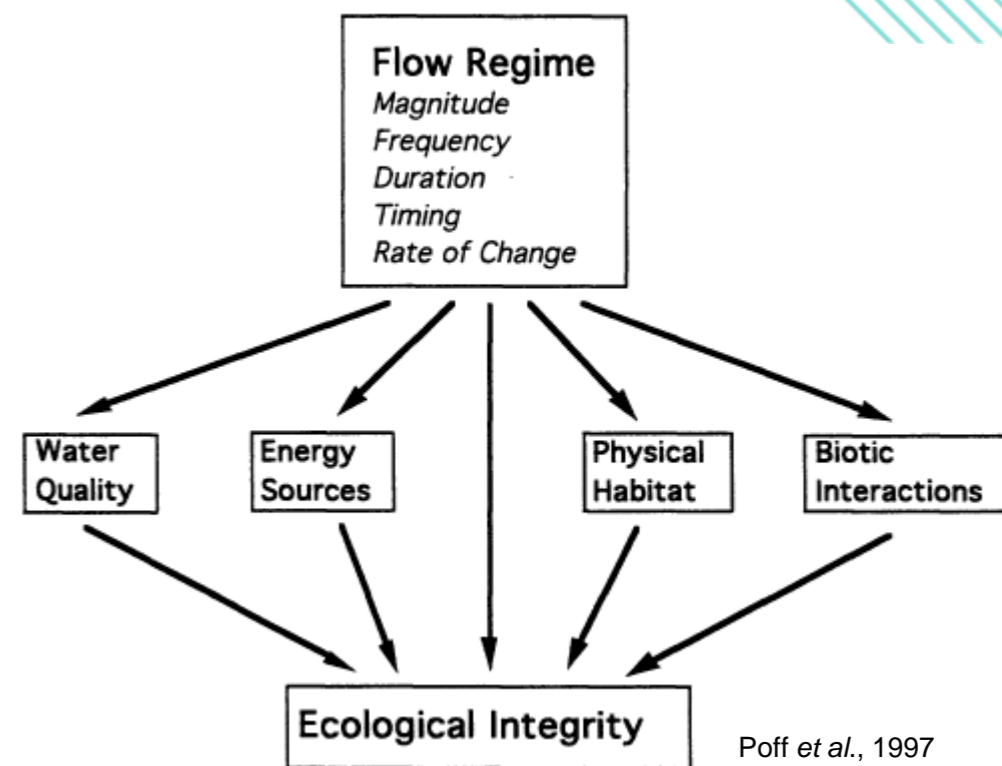 Flow Regime
Magnitude
Frequency
Duration
Timing
Rate of Change
Water
Quality
Energy
Sources
Physical
Habitat
Biotic
Interactions
Ecological Integrity
Poff et al., 1997